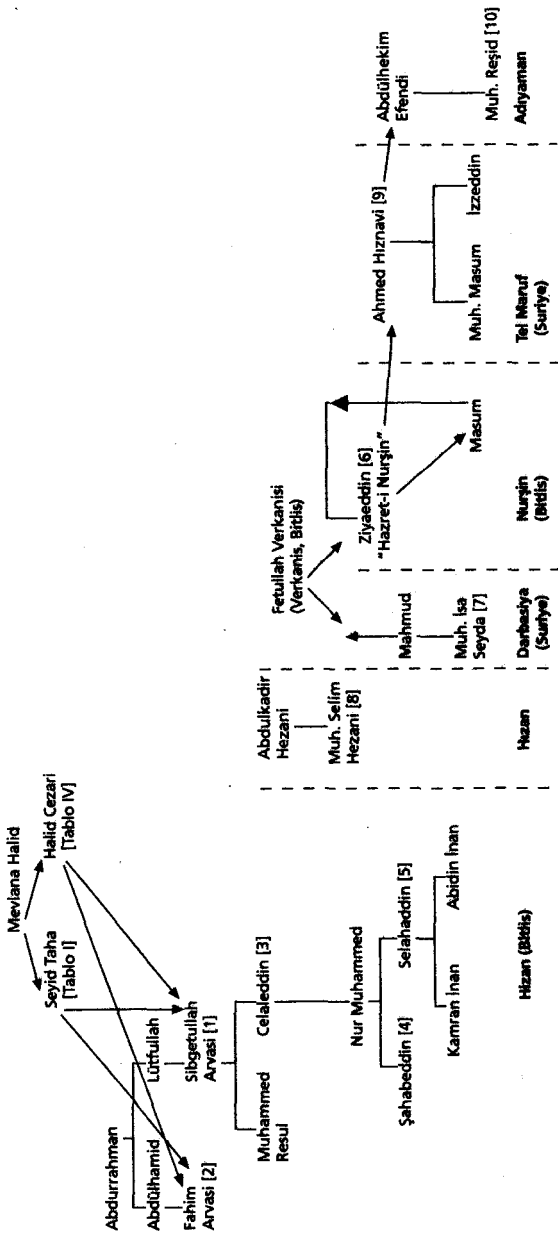 Mevlana Halid
Seyid Taha
[Tablo I]
Halid Cezari
[Tablo IV]
Abdurrahman
Abdülhamid
Lütfullah
Fahim
Arvasi [2]
Sibgetullah
Arvasi [1]
Muhammed
Resul
Celaleddin [3]
Nur Muhammed
Şahabeddin [4]
Selahaddin [5]
Kamran İnan
Abidin İnan
Hizan (Bitlis)
Abdulkadir
Hezani
Muh. Selim
Hezani [8]
Hızan
Fetullah Verkanisi
(Verkanis, Bitlis)
Mahmud
Muh. İsa
Seyda [7]
Darbasiya
(Suriye)
Ziyaeddin [6]
"Hazret-i Nurşin"
Masum
Nurşin
(Bitlis)
Ahmed Hıznavi [9]
Muh. Masum
Izzeddin
Tel Maruf
(Suriye)
Abdülhekim
Efendi
Muh. Reşid [10]
Adıyaman